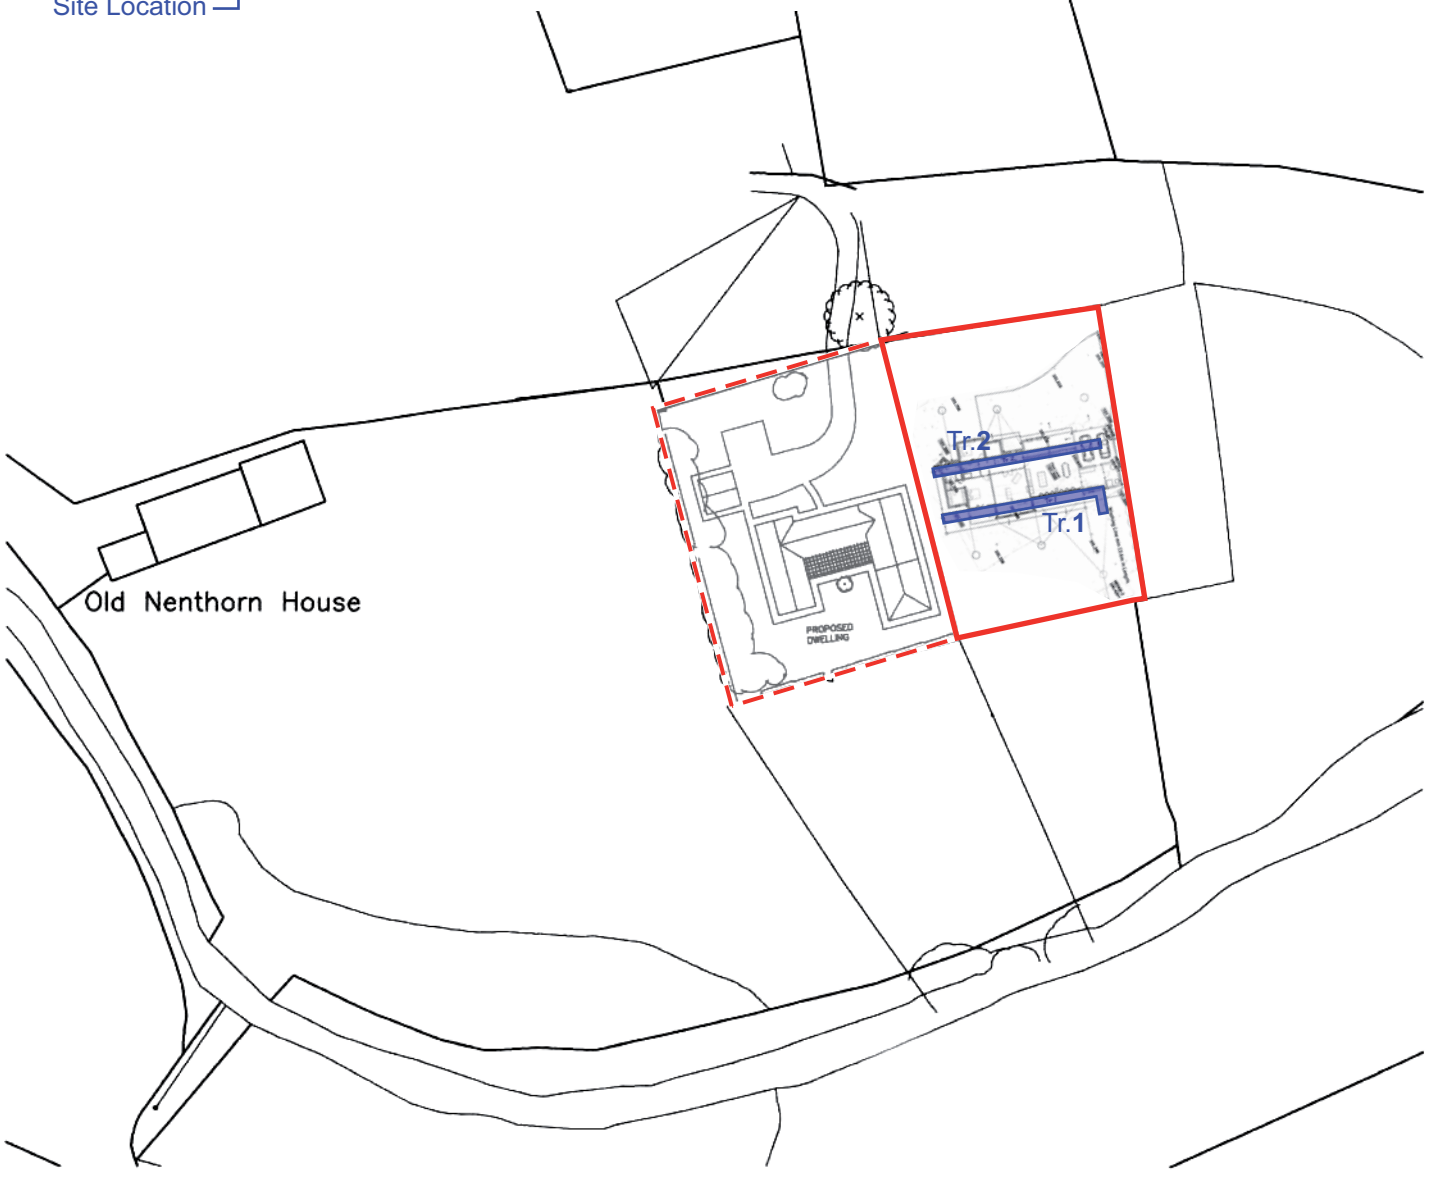 Site Location
Tr.2
Tr.1
Old Nenthorn House
PROPOSED
DWELLING